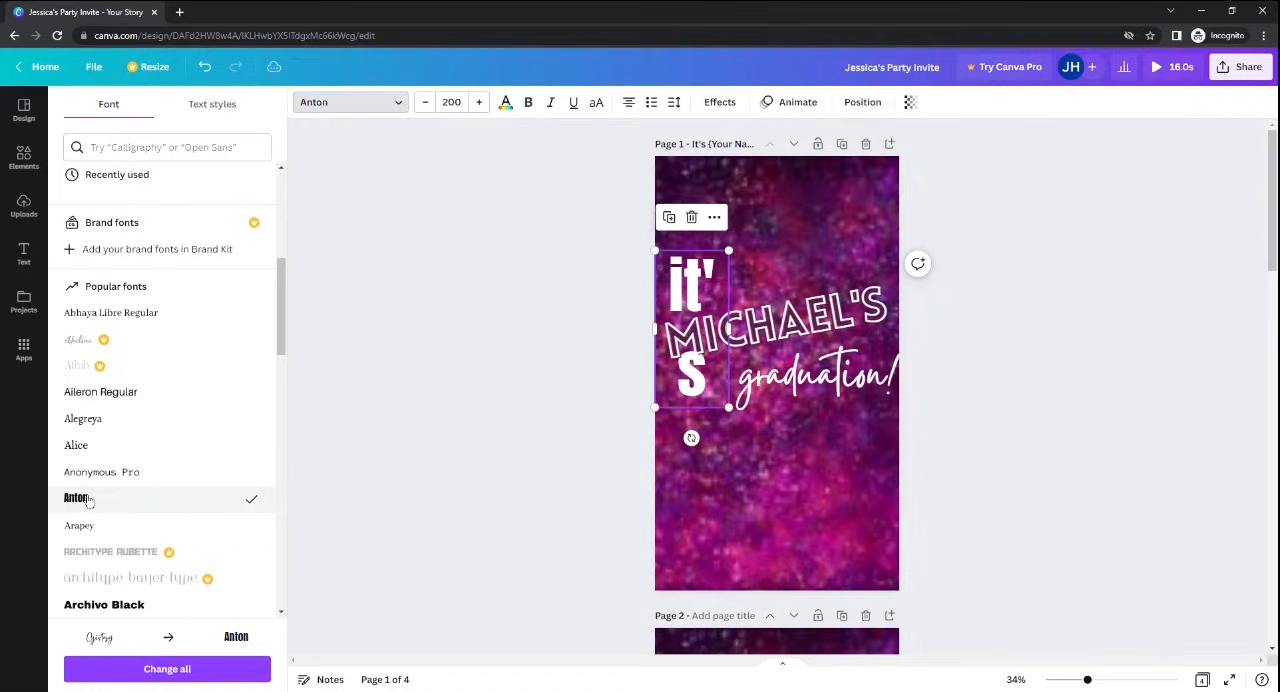 Jessica's Party Invite - Your Story
canva.com/design/DAFd2HW8w4A/IKLHwbYX5ITdgxMc66kWcg/edit
Incognito
Home File Resize Jessica's Party Invite Try Canva Pro JH 16.0s Share
Font Text styles Anton 200 B I U aA Effects Animate Position
Design
Try “Calligraphy” or “Open Sans”
Page 1 - It's {Your Na...
Elements
Recently used
Uploads
Brand fonts
Add your brand fonts in Brand Kit
Text
Popular fonts
Projects
Abhaya Libre Regular
Afrah
Apps
Aileron Regular
Alegreya
Alice
Anonymous Pro
Anton
Arapey
ARCHITYPE AUBETTE
architype bayer-type
Archivo Black
it'
MICHAEL'S
s graduation!
Page 2 - Add page title
Anton
Change all
Notes Page 1 of 4 34% 4